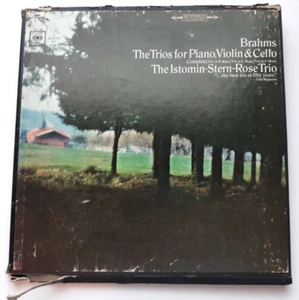 STEREO
CBS
Brahms
The Trios for Piano, Violin & Cello
The Istomin-Stern-Rose Trio
"...the best trio in fifty years."